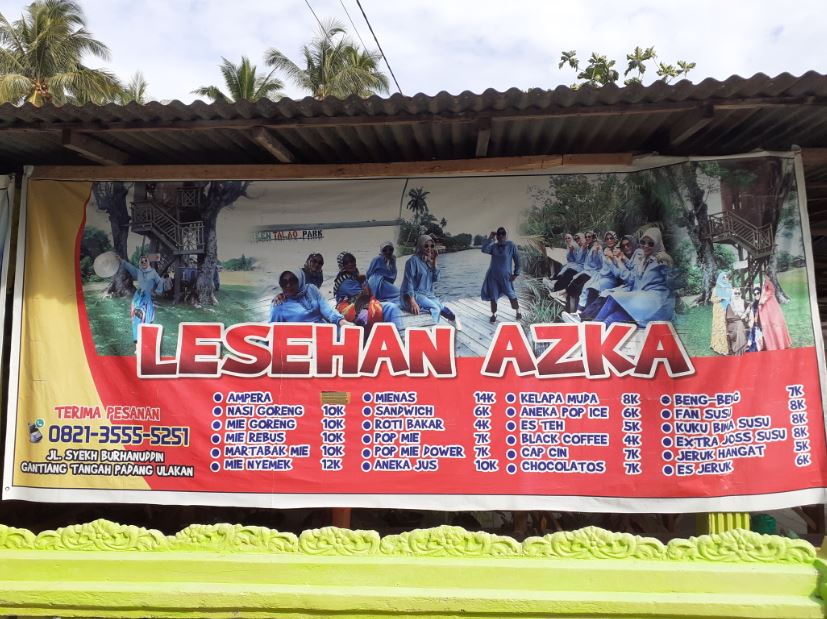 TALAO PARK
LESEHAN AZKA
TERIMA PESANAN
0821-3555-5251
JL. SYEKH BURHANUDDIN
GANTIANG TANGAH PADANG ULAKAN
AMPERA
NASI GORENG 10K
MIE GORENG 10K
MIE REBUS 10K
MARTABAK MIE 10K
MIE NYEMEK 12K
MIENAS 14K
SANDWICH 6K
ROTI BAKAR 4K
POP MIE 7K
POP MIE POWER 7K
ANEKA JUS 10K
KELAPA MUDA 8K
ANEKA POP ICE 6K
ES TEH 5K
BLACK COFFEE 4K
CAP CIN 7K
CHOCOLATOS 7K
BENG-BENG 7K
FAN SUSU 8K
KUKU BIMA SUSU 8K
EXTRA JOSS SUSU 8K
JERUK HANGAT 5K
ES JERUK 6K